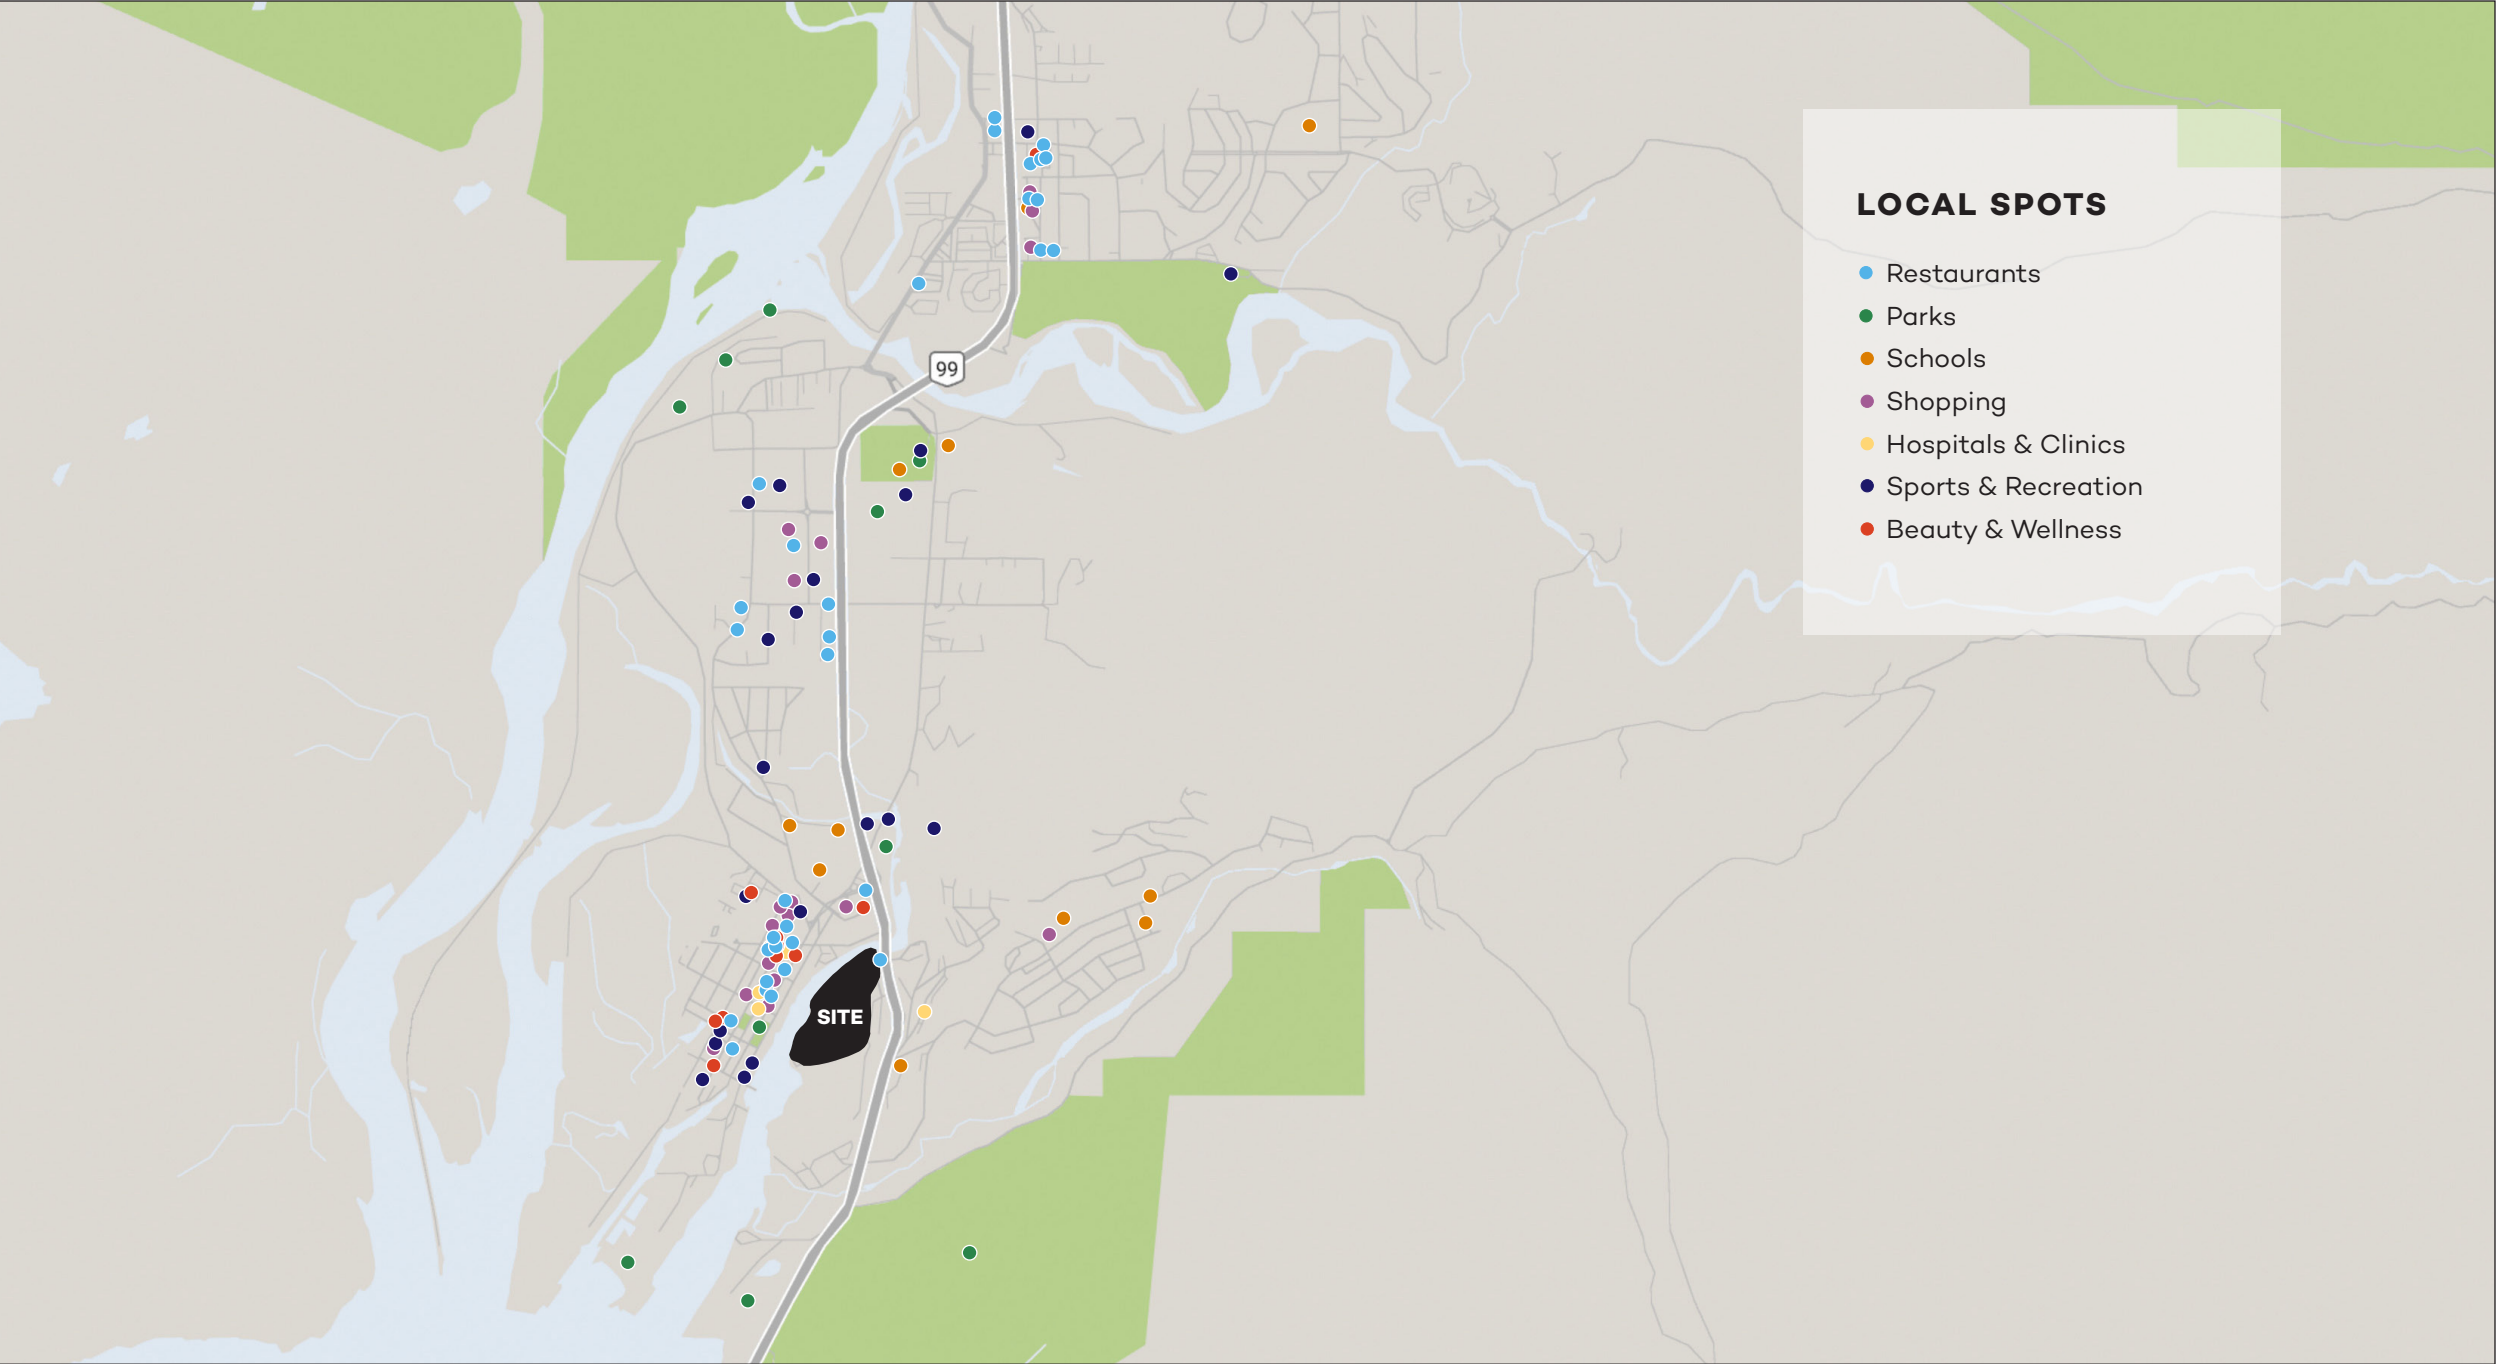 99
LOCAL SPOTS
Restaurants
Parks
Schools
Shopping
Hospitals & Clinics
Sports & Recreation
Beauty & Wellness
SITE